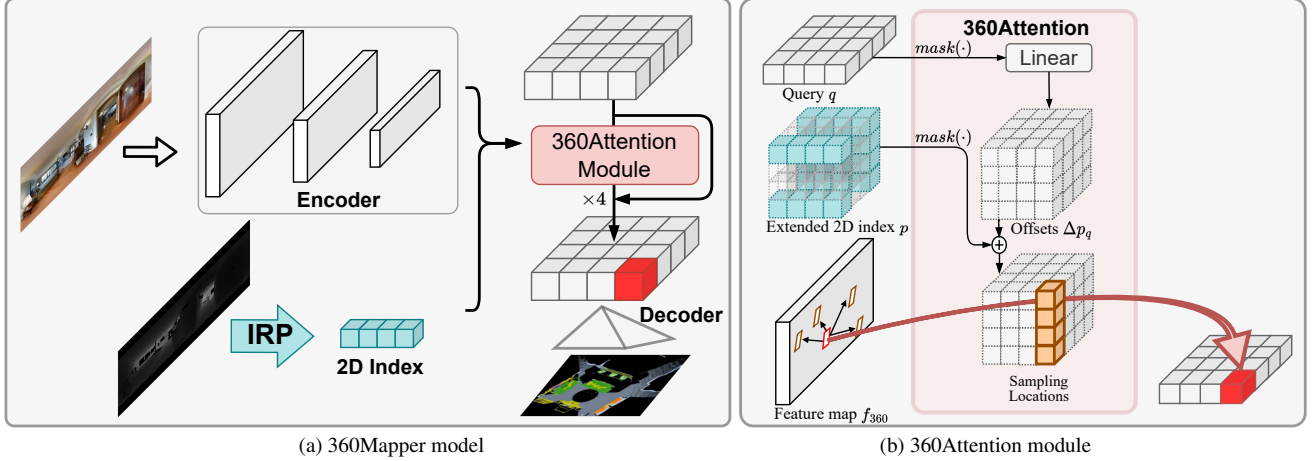 Encoder
IRP
2D Index
360Attention
Module
×4
Decoder
(a) 360Mapper model
360Attention
mask(·)
Linear
Query q
mask(·)
Extended 2D index p
Offsets Δp_q
+
Sampling
Locations
Feature map f_360
(b) 360Attention module